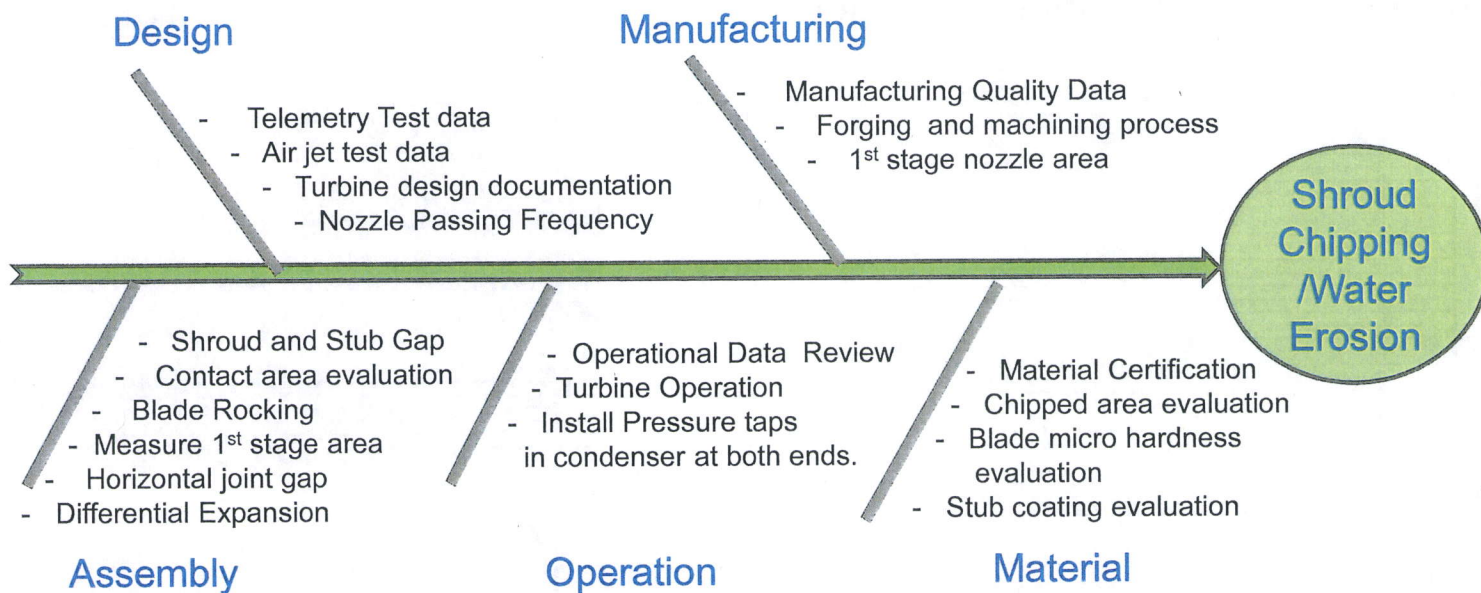 Design
- Telemetry Test data
- Air jet test data
- Turbine design documentation
- Nozzle Passing Frequency
Manufacturing
- Manufacturing Quality Data
- Forging and machining process
- 1st stage nozzle area
Shroud
Chipping
/Water
Erosion
- Shroud and Stub Gap
- Contact area evaluation
- Blade Rocking
- Measure 1st stage area
- Horizontal joint gap
- Differential Expansion
Assembly
- Operational Data Review
- Turbine Operation
- Install Pressure taps
in condenser at both ends.
Operation
- Material Certification
- Chipped area evaluation
- Blade micro hardness
evaluation
- Stub coating evaluation
Material